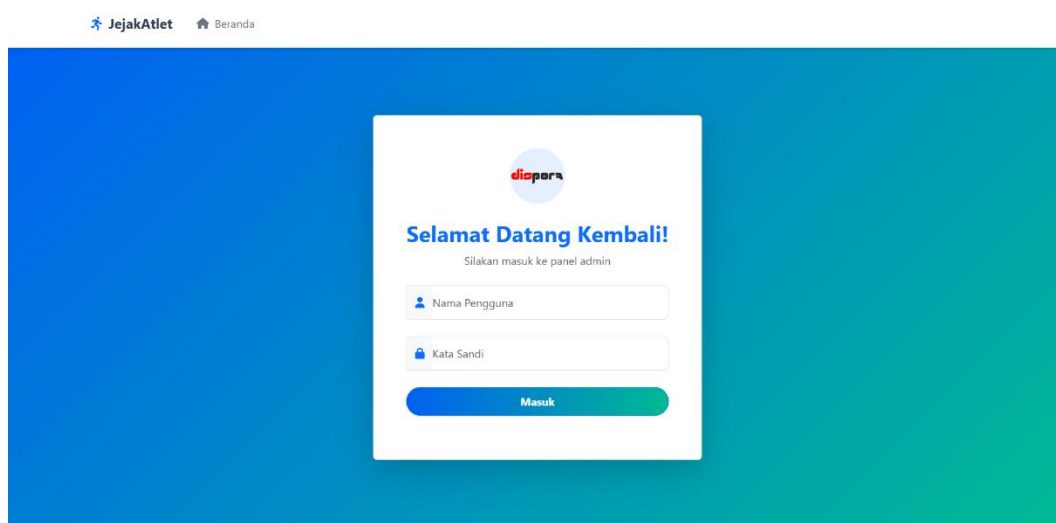 JejakAtlet Beranda
dispora
Selamat Datang Kembali!
Silakan masuk ke panel admin
Nama Pengguna
Kata Sandi
Masuk